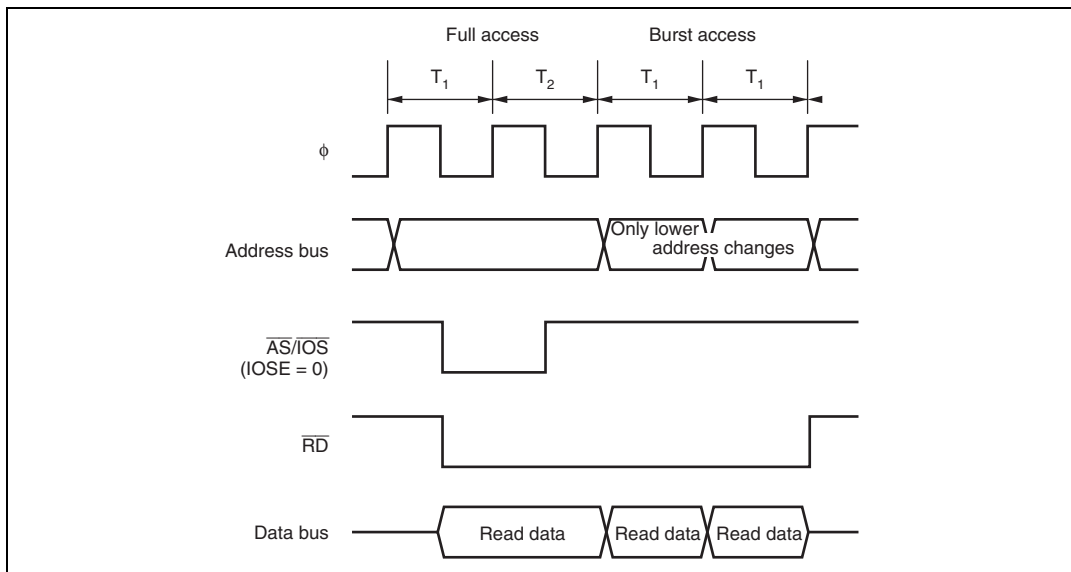 Full access Burst access
T1 T2 T1 T1
ϕ
Only lower
Address bus address changes
AS/IOS
(IOSE = 0)
RD
Data bus Read data Read data Read data